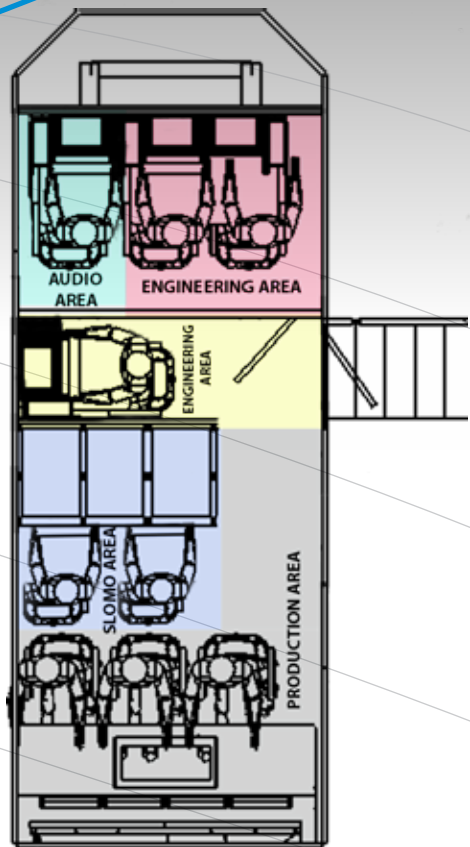 AUDIO
AREA
ENGINEERING AREA
ENGINEERING
AREA
SLOMO AREA
PRODUCTION AREA